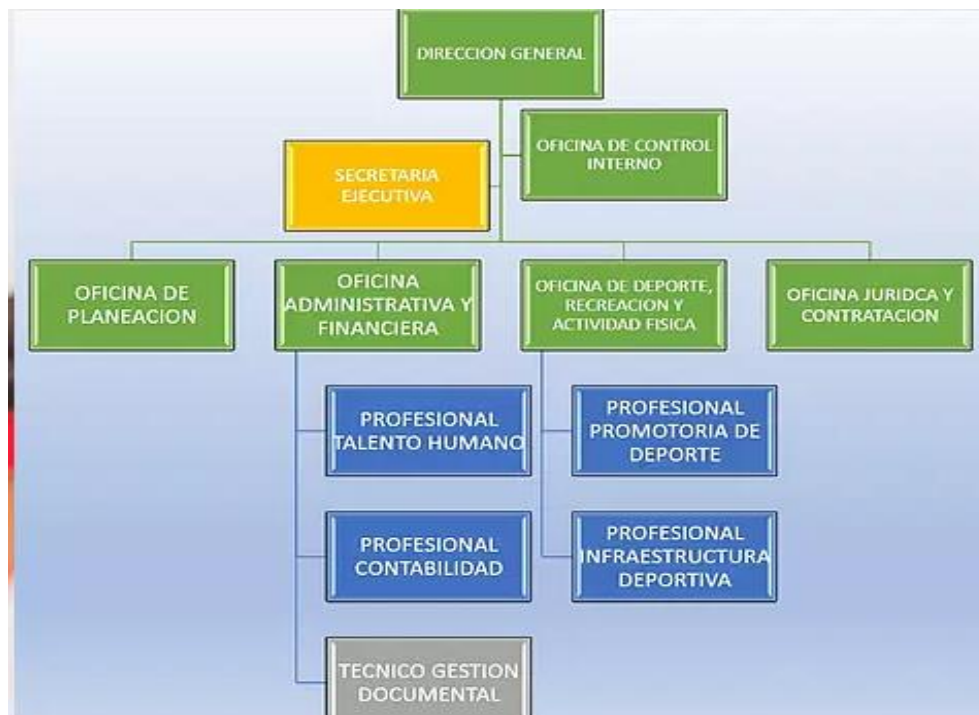 DIRECCION GENERAL
OFICINA DE CONTROL
INTERNO
SECRETARIA
EJECUTIVA
OFICINA DE
PLANEACION
OFICINA
ADMINISTRATIVA Y
FINANCIERA
OFICINA DE DEPORTE,
RECREACION Y
ACTIVIDAD FISICA
OFICINA JURIDCA Y
CONTRATACION
PROFESIONAL
TALENTO HUMANO
PROFESIONAL
PROMOTORIA DE
DEPORTE
PROFESIONAL
CONTABILIDAD
PROFESIONAL
INFRAESTRUCTURA
DEPORTIVA
TECNICO GESTION
DOCUMENTAL